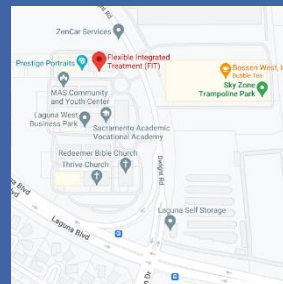 ZenCar Services
Flexible Integrated
Treatment (FIT)
Prestige Portraits
Bossen West,
Bubble Tea
MAS Community
and Youth Center
Sky Zone
Trampoline Park
Laguna West
Business Park
Sacramento Academic
Vocational Academy
Redeemer Bible Church
Thrive Church
Dwight Rd
Laguna Blvd
Laguna Self Storage
Laguna Blvd
n Dr